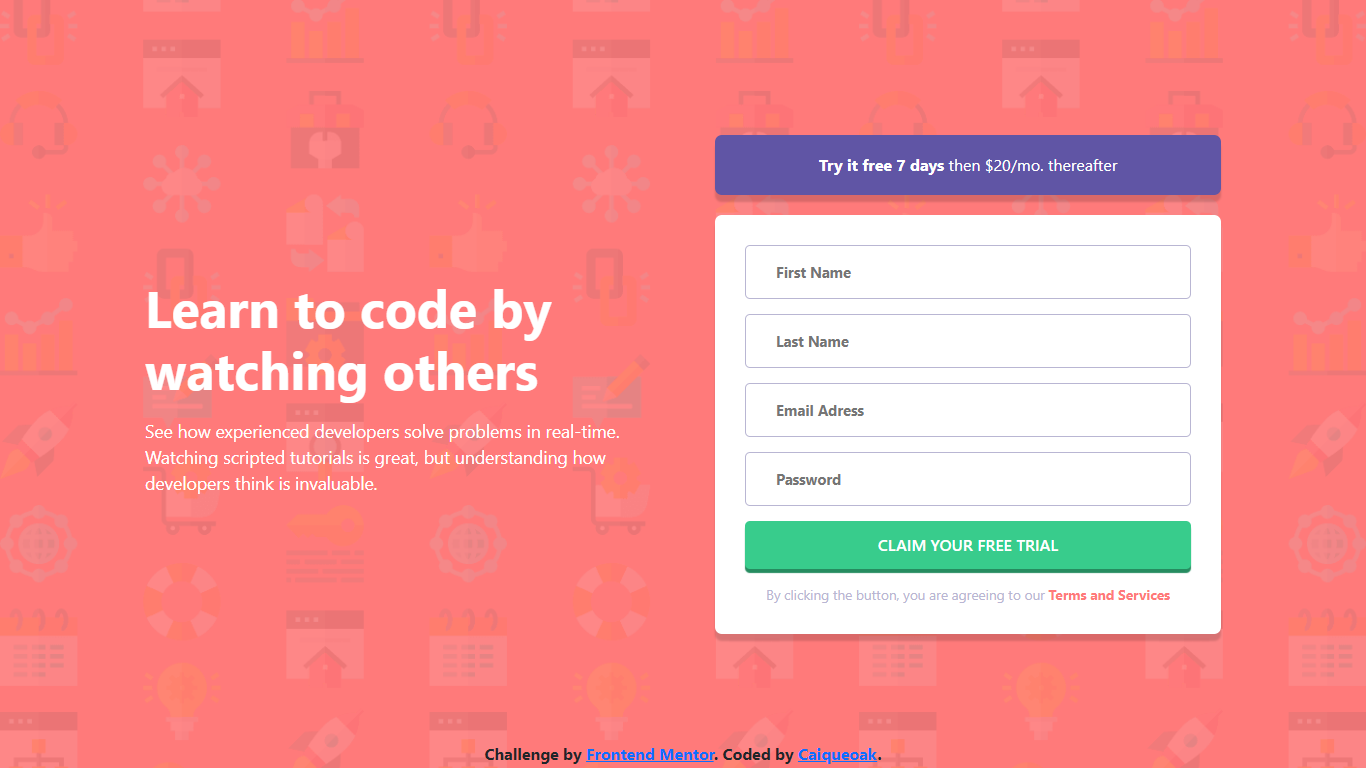 Learn to code by
watching others
See how experienced developers solve problems in real-time.
Watching scripted tutorials is great, but understanding how
developers think is invaluable.
Try it free 7 days then $20/mo. thereafter
First Name
Last Name
Email Adress
Password
CLAIM YOUR FREE TRIAL
By clicking the button, you are agreeing to our Terms and Services
Challenge by Frontend Mentor. Coded by Caiqueoak.